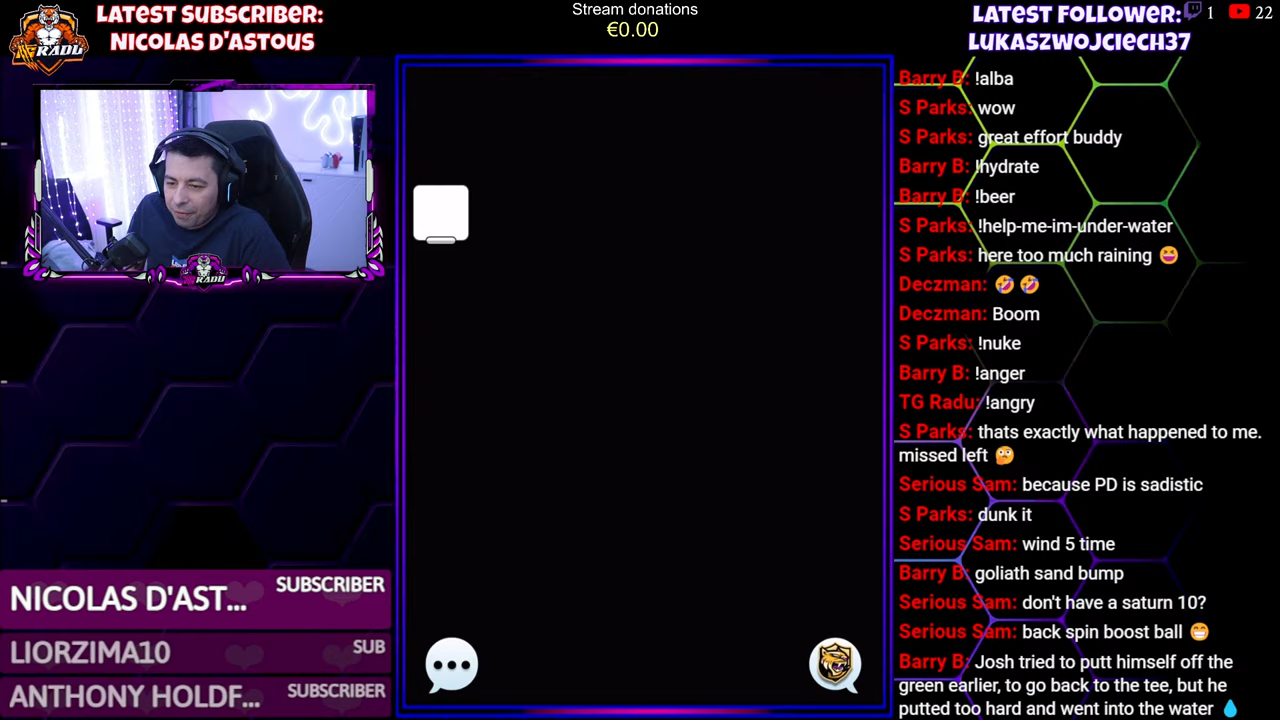 LATEST SUBSCRIBER:
NICOLAS D'ASTOUS
RADU
Stream donations
€0.00
LATEST FOLLOWER:
1
22
LUKASZWOJCIECH37
RADU
Barry B: !alba
S Parks: wow
S Parks: great effort buddy
Barry B: !hydrate
Barry B: !beer
S Parks: !help-me-im-under-water
S Parks: here too much raining 😆
Deczman: 🤣 🤣
Deczman: Boom
S Parks: !nuke
Barry B: !anger
TG Radu: !angry
S Parks: thats exactly what happened to me.
missed left 🤔
Serious Sam: because PD is sadistic
S Parks: dunk it
Serious Sam: wind 5 time
Barry B: goliath sand bump
Serious Sam: don't have a saturn 10?
Serious Sam: back spin boost ball 😁
Barry B: Josh tried to putt himself off the
green earlier, to go back to the tee, but he
putted too hard and went into the water 💧
NICOLAS D'AST...
SUBSCRIBER
LIORZIMA10
SUB
ANTHONY HOLDF...
SUBSCRIBER